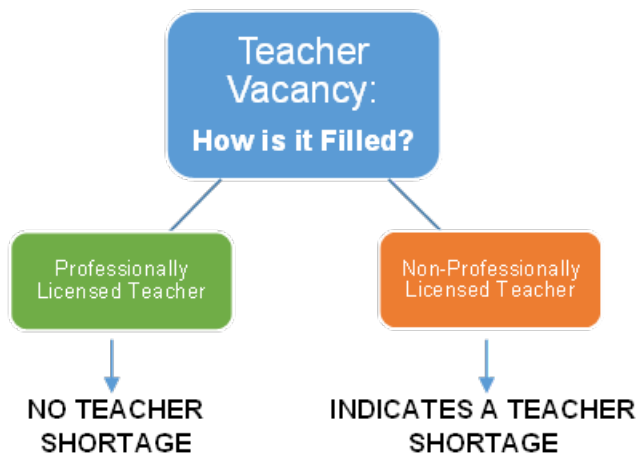 Teacher
Vacancy:
How is it Filled?
Professionally
Licensed Teacher
Non-Professionally
Licensed Teacher
NO TEACHER
SHORTAGE
INDICATES A TEACHER
SHORTAGE